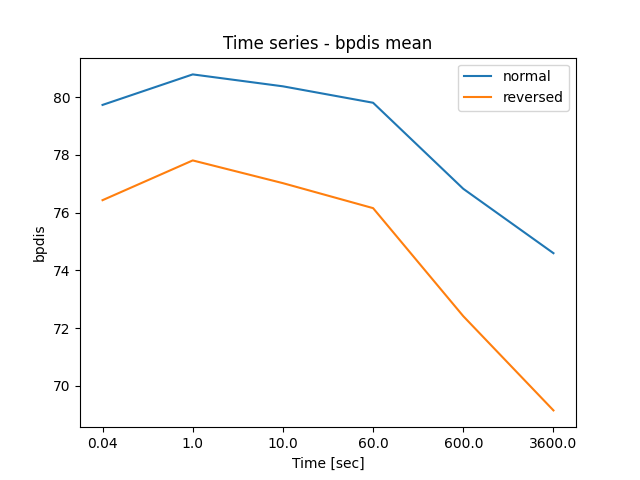 Time series - bpdis mean
normal
reversed
80
78
76
74
72
70
bpdis
0.04 1.0 10.0 60.0 600.0 3600.0
Time [sec]